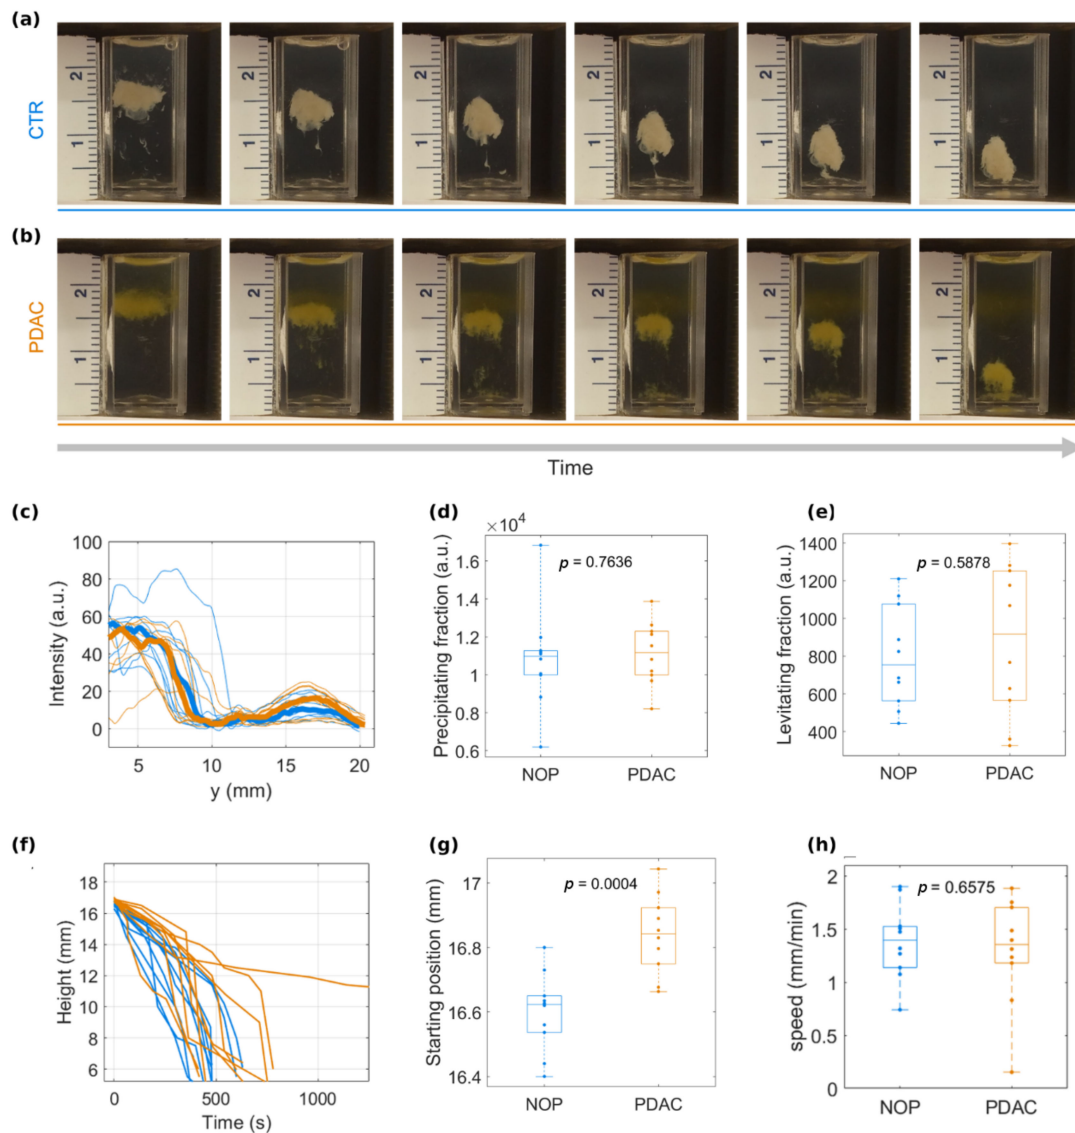 (a)
CTR
2 1
2 1
2 1
2 1
2 1
2 1
(b)
PDAC
2 1
2 1
2 1
2 1
2 1
2 1
Time
(c)
Intensity (a.u.)
100
80
60
40
20
0
5 10 15 20
y (mm)
(d)
×10⁴
Precipitating fraction (a.u.)
p = 0.7636
1.6
1.4
1.2
1
0.8
0.6
NOP PDAC
(e)
Levitating fraction (a.u.)
p = 0.5878
1400
1200
1000
800
600
400
NOP PDAC
(f)
Height (mm)
18
16
14
12
10
8
6
0 500 1000
Time (s)
(g)
Starting position (mm)
p = 0.0004
17
16.8
16.6
16.4
NOP PDAC
(h)
speed (mm/min)
p = 0.6575
2
1.5
1
0.5
0
NOP PDAC